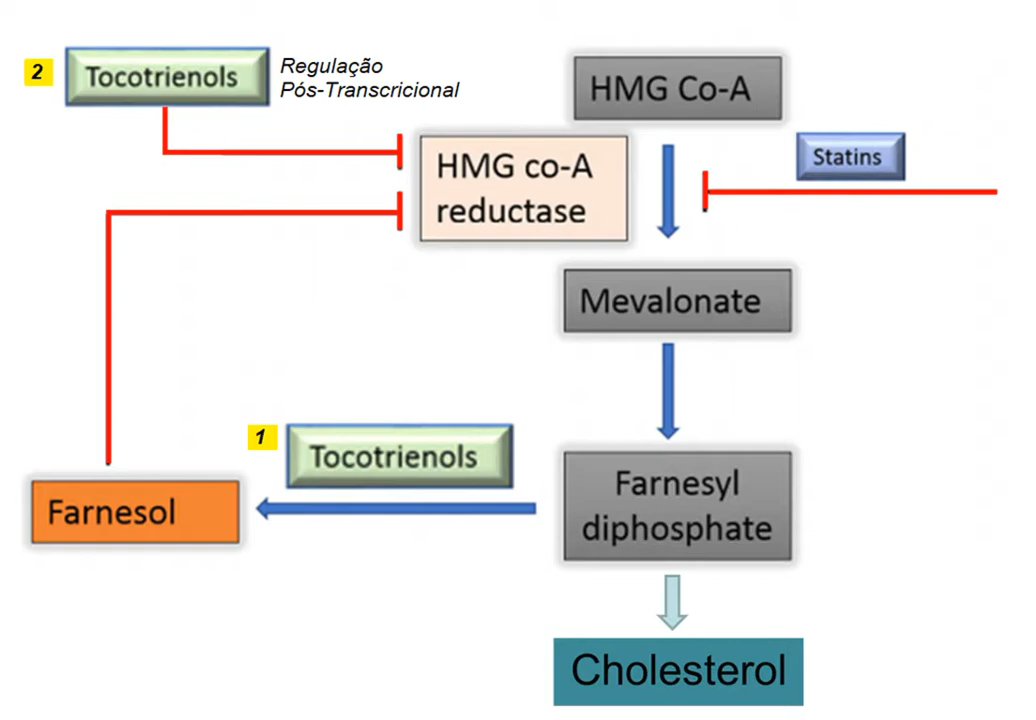 2
Tocotrienols
Regulação
Pós-Transcricional
HMG Co-A
HMG co-A
reductase
Statins
Mevalonate
1
Tocotrienols
Farnesol
Farnesyl
diphosphate
Cholesterol